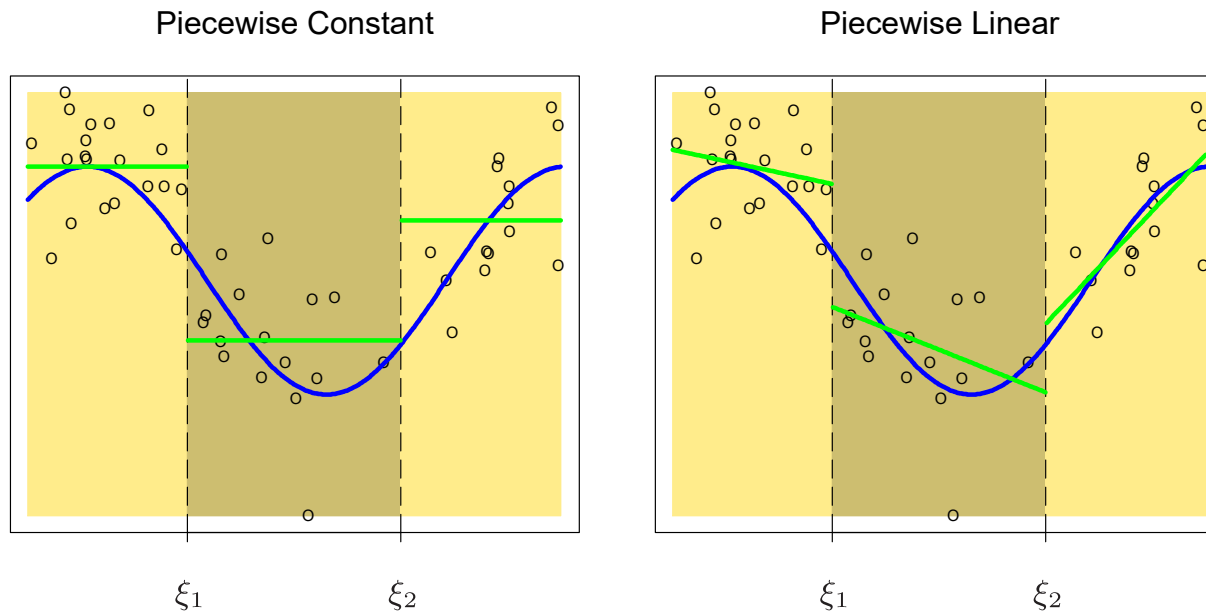 Piecewise Constant
Piecewise Linear
ξ₁
ξ₂
ξ₁
ξ₂